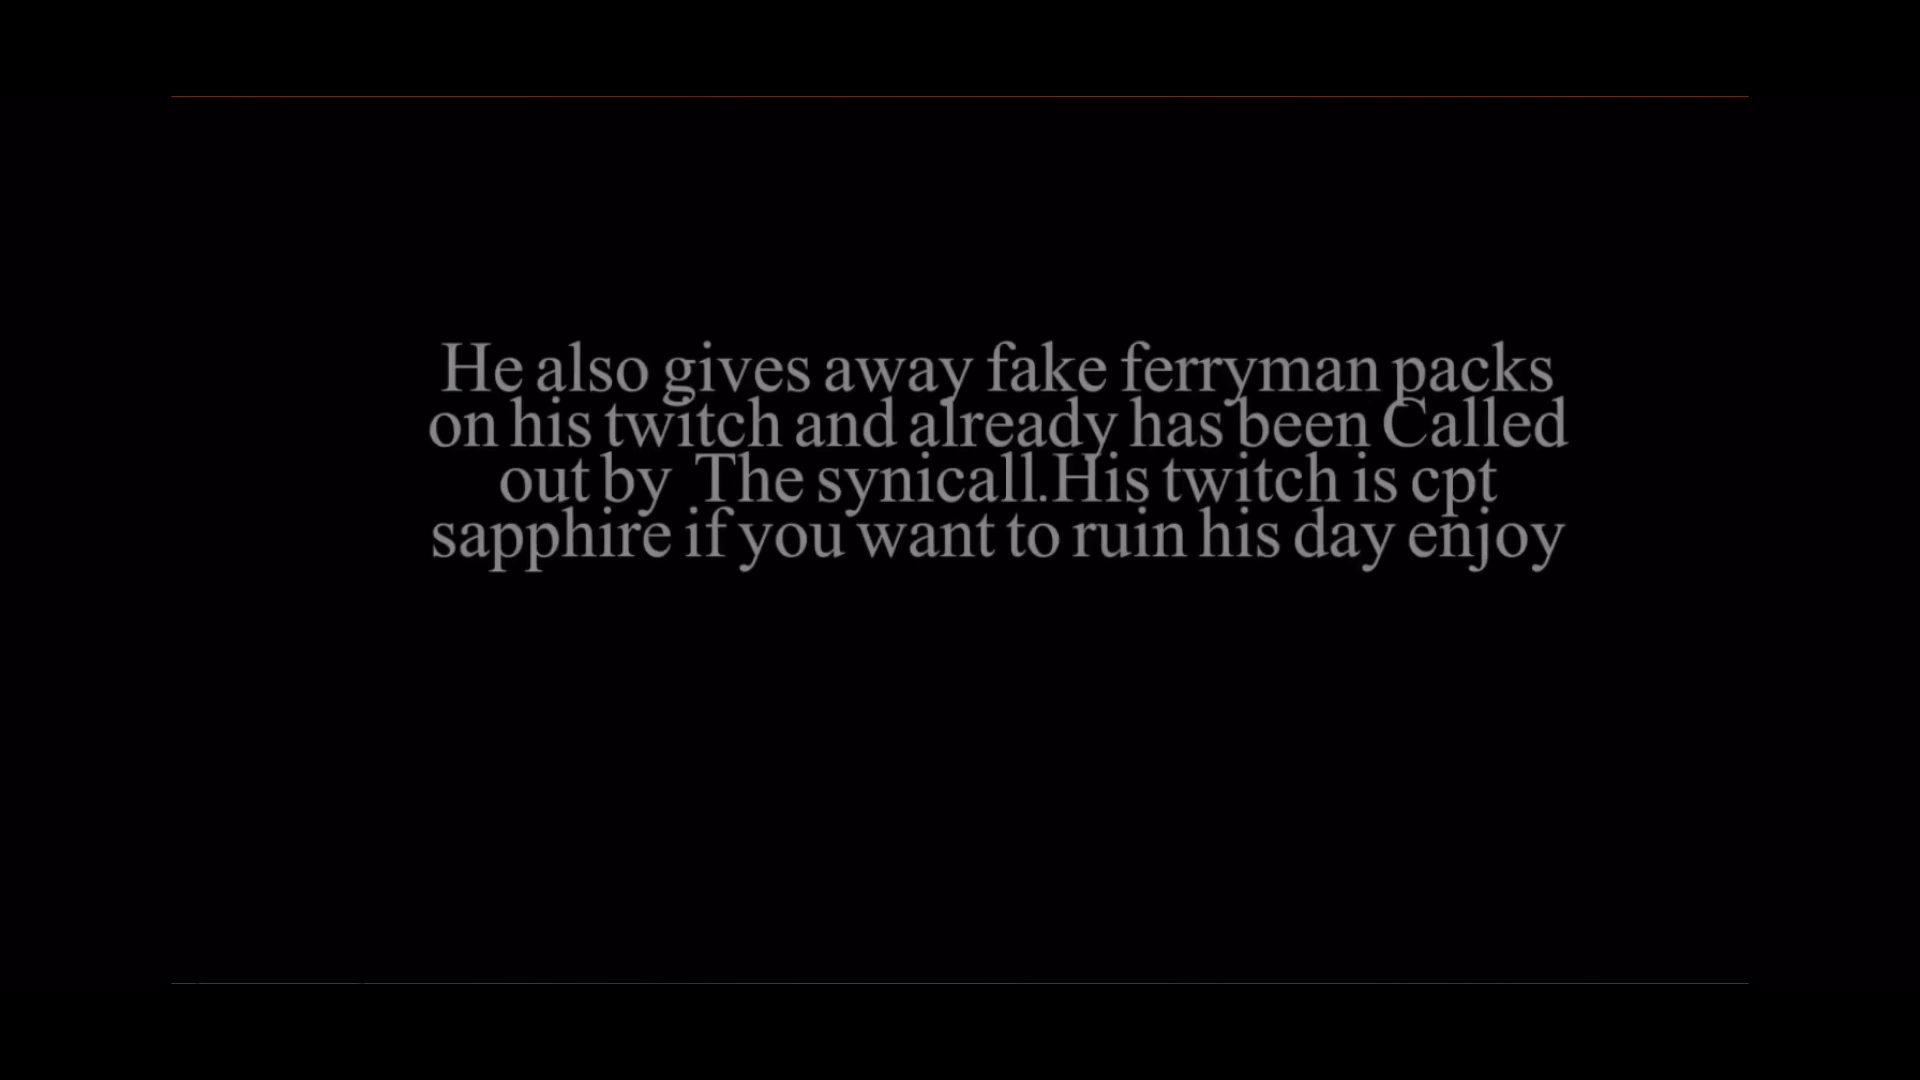 He also gives away fake ferryman packs
on his twitch and already has been Called
out by The synicall.His twitch is cpt
sapphire if you want to ruin his day enjoy